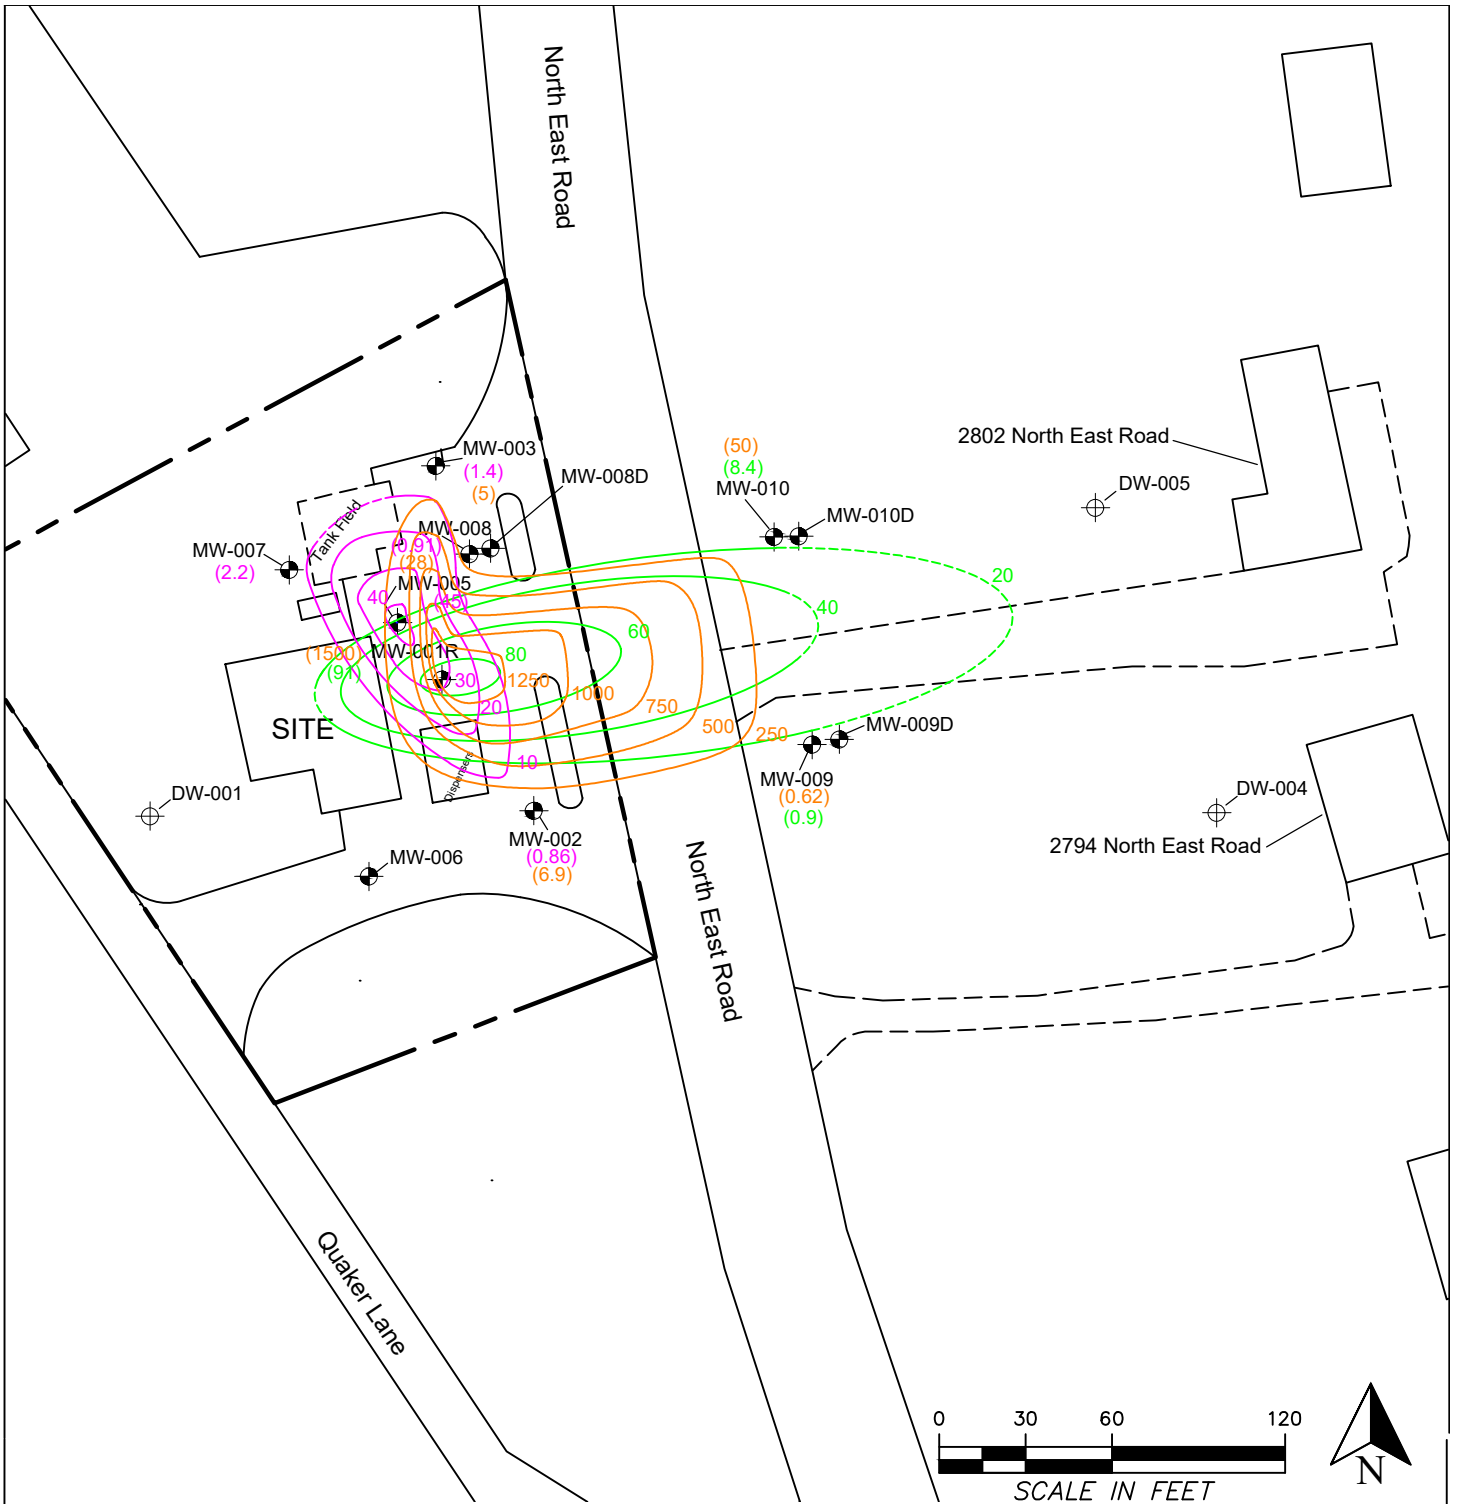 North East Road
2802 North East Road
(50)
(8.4)
MW-010
MW-010D
DW-005
MW-003
(1.4)
(5)
MW-008D
MW-008
(0.91)
(28)
Tank Field
MW-007
(2.2)
MW-005
40
(45)
20
40
60
80
(1500)
(91)
MW-001R
30
1250
1000
750
500
250
20
10
SITE
Dispensers
MW-009D
MW-009
(0.62)
(0.9)
DW-001
DW-004
2794 North East Road
MW-002
(0.86)
(6.9)
MW-006
North East Road
Quaker Lane
0 30 60 120
SCALE IN FEET
N